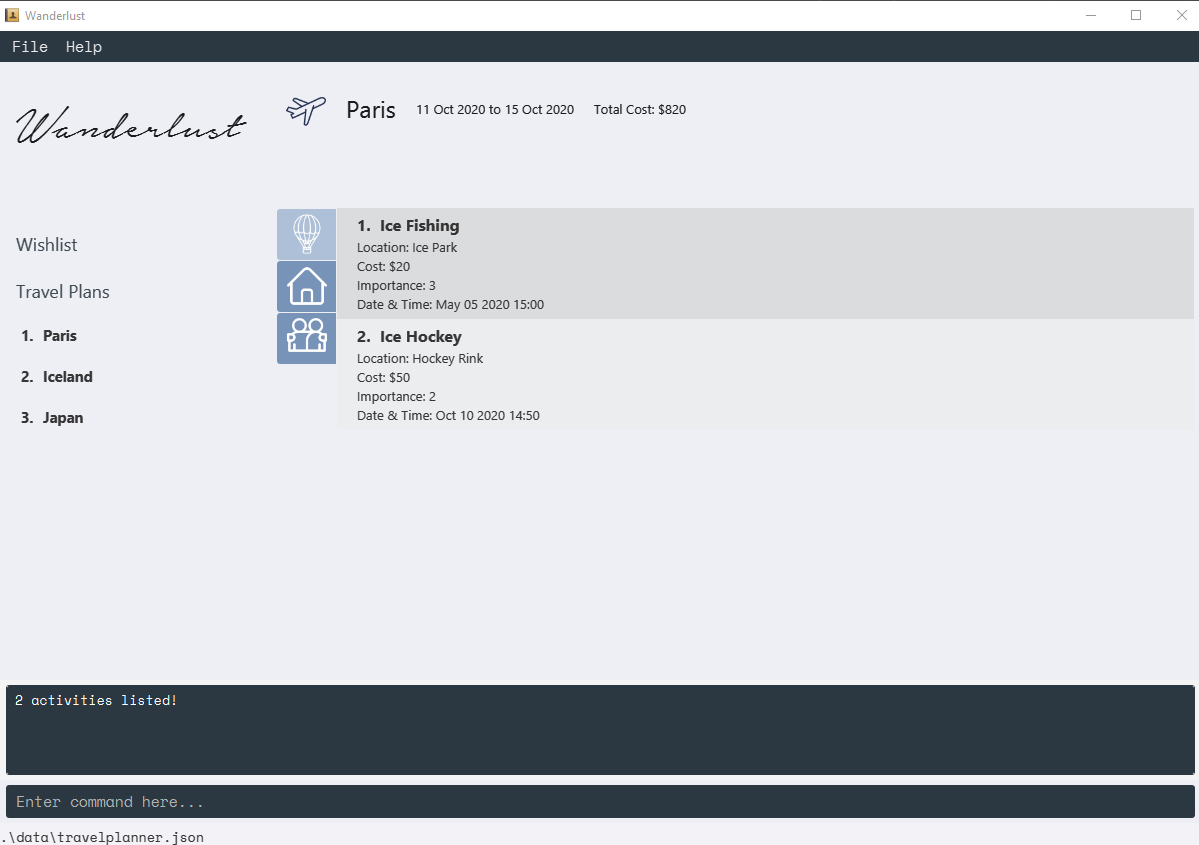 Wanderlust
File Help
Wanderlust
Paris 11 Oct 2020 to 15 Oct 2020 Total Cost: $820
Wishlist
Travel Plans
1. Paris
2. Iceland
3. Japan
1. Ice Fishing
Location: Ice Park
Cost: $20
Importance: 3
Date & Time: May 05 2020 15:00
2. Ice Hockey
Location: Hockey Rink
Cost: $50
Importance: 2
Date & Time: Oct 10 2020 14:50
2 activities listed!
Enter command here...
.\data\travelplanner.json